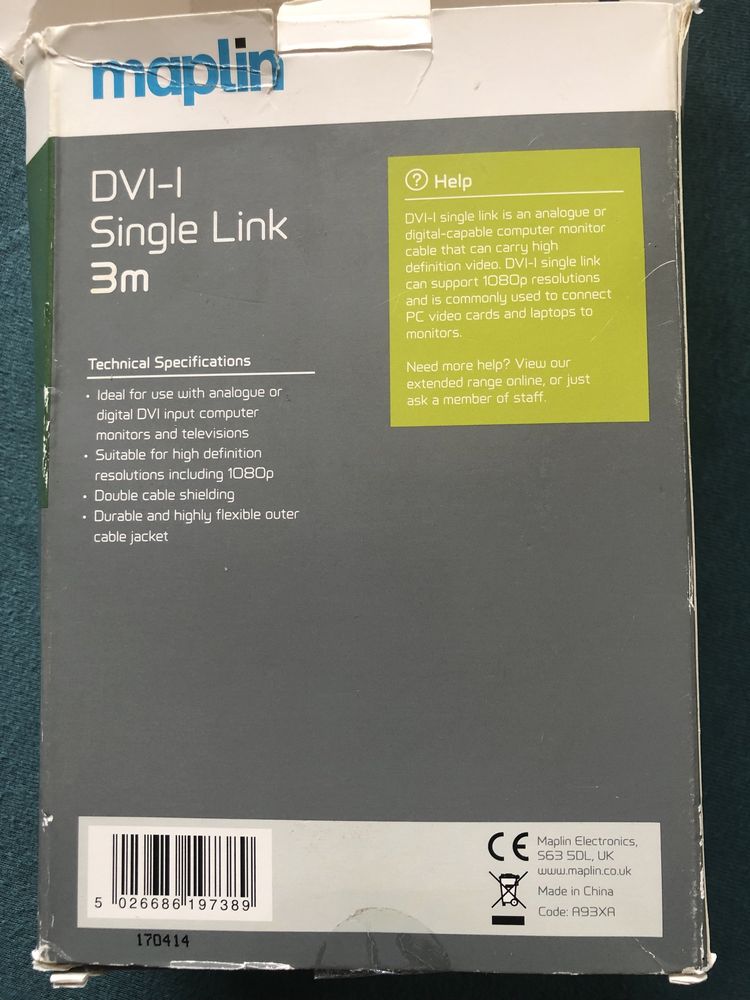 maplin
DVI-I
Single Link
3m
Technical Specifications
• Ideal for use with analogue or
digital DVI input computer
monitors and televisions
• Suitable for high definition
resolutions including 1080p
• Double cable shielding
• Durable and highly flexible outer
cable jacket
? Help
DVI-I single link is an analogue or
digital-capable computer monitor
cable that can carry high
definition video. DVI-I single link
can support 1080p resolutions
and is commonly used to connect
PC video cards and laptops to
monitors.
Need more help? View our
extended range online, or just
ask a member of staff.
5 026686 197389
170414
CE
Maplin Electronics,
S63 5DL, UK
www.maplin.co.uk
Made in China
Code: A93XA